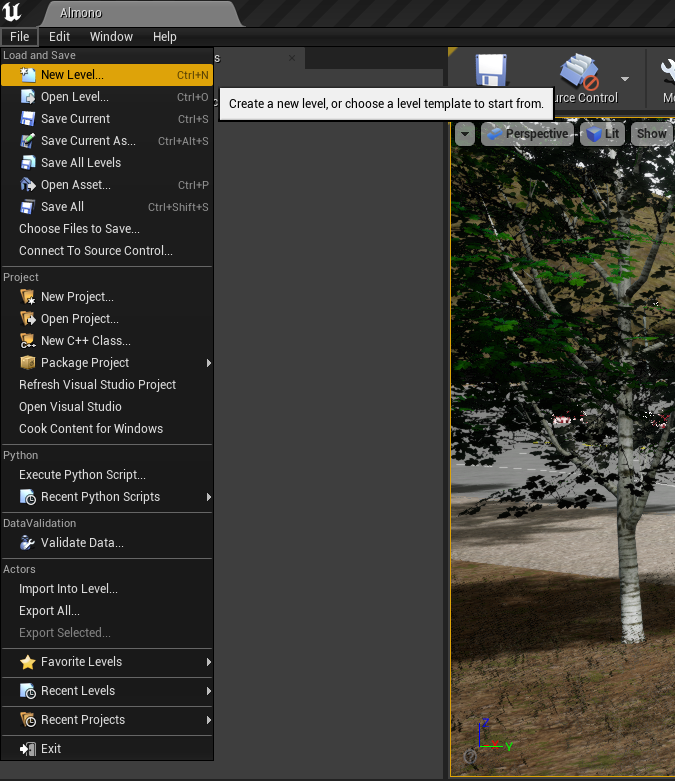 Almono
File Edit Window Help
Load and Save
New Level... Ctrl+N
Open Level... Ctrl+O
Save Current Ctrl+S
Save Current As... Ctrl+Alt+S
Save All Levels
Open Asset... Ctrl+P
Save All Ctrl+Shift+S
Choose Files to Save...
Connect To Source Control...
Project
New Project...
Open Project...
New C++ Class...
Package Project
Refresh Visual Studio Project
Open Visual Studio
Cook Content for Windows
Python
Execute Python Script...
Recent Python Scripts
DataValidation
Validate Data...
Actors
Import Into Level...
Export All...
Export Selected...
Favorite Levels
Recent Levels
Recent Projects
Exit
Create a new level, or choose a level template to start from.
Control
Perspective Lit Show
Z
Y